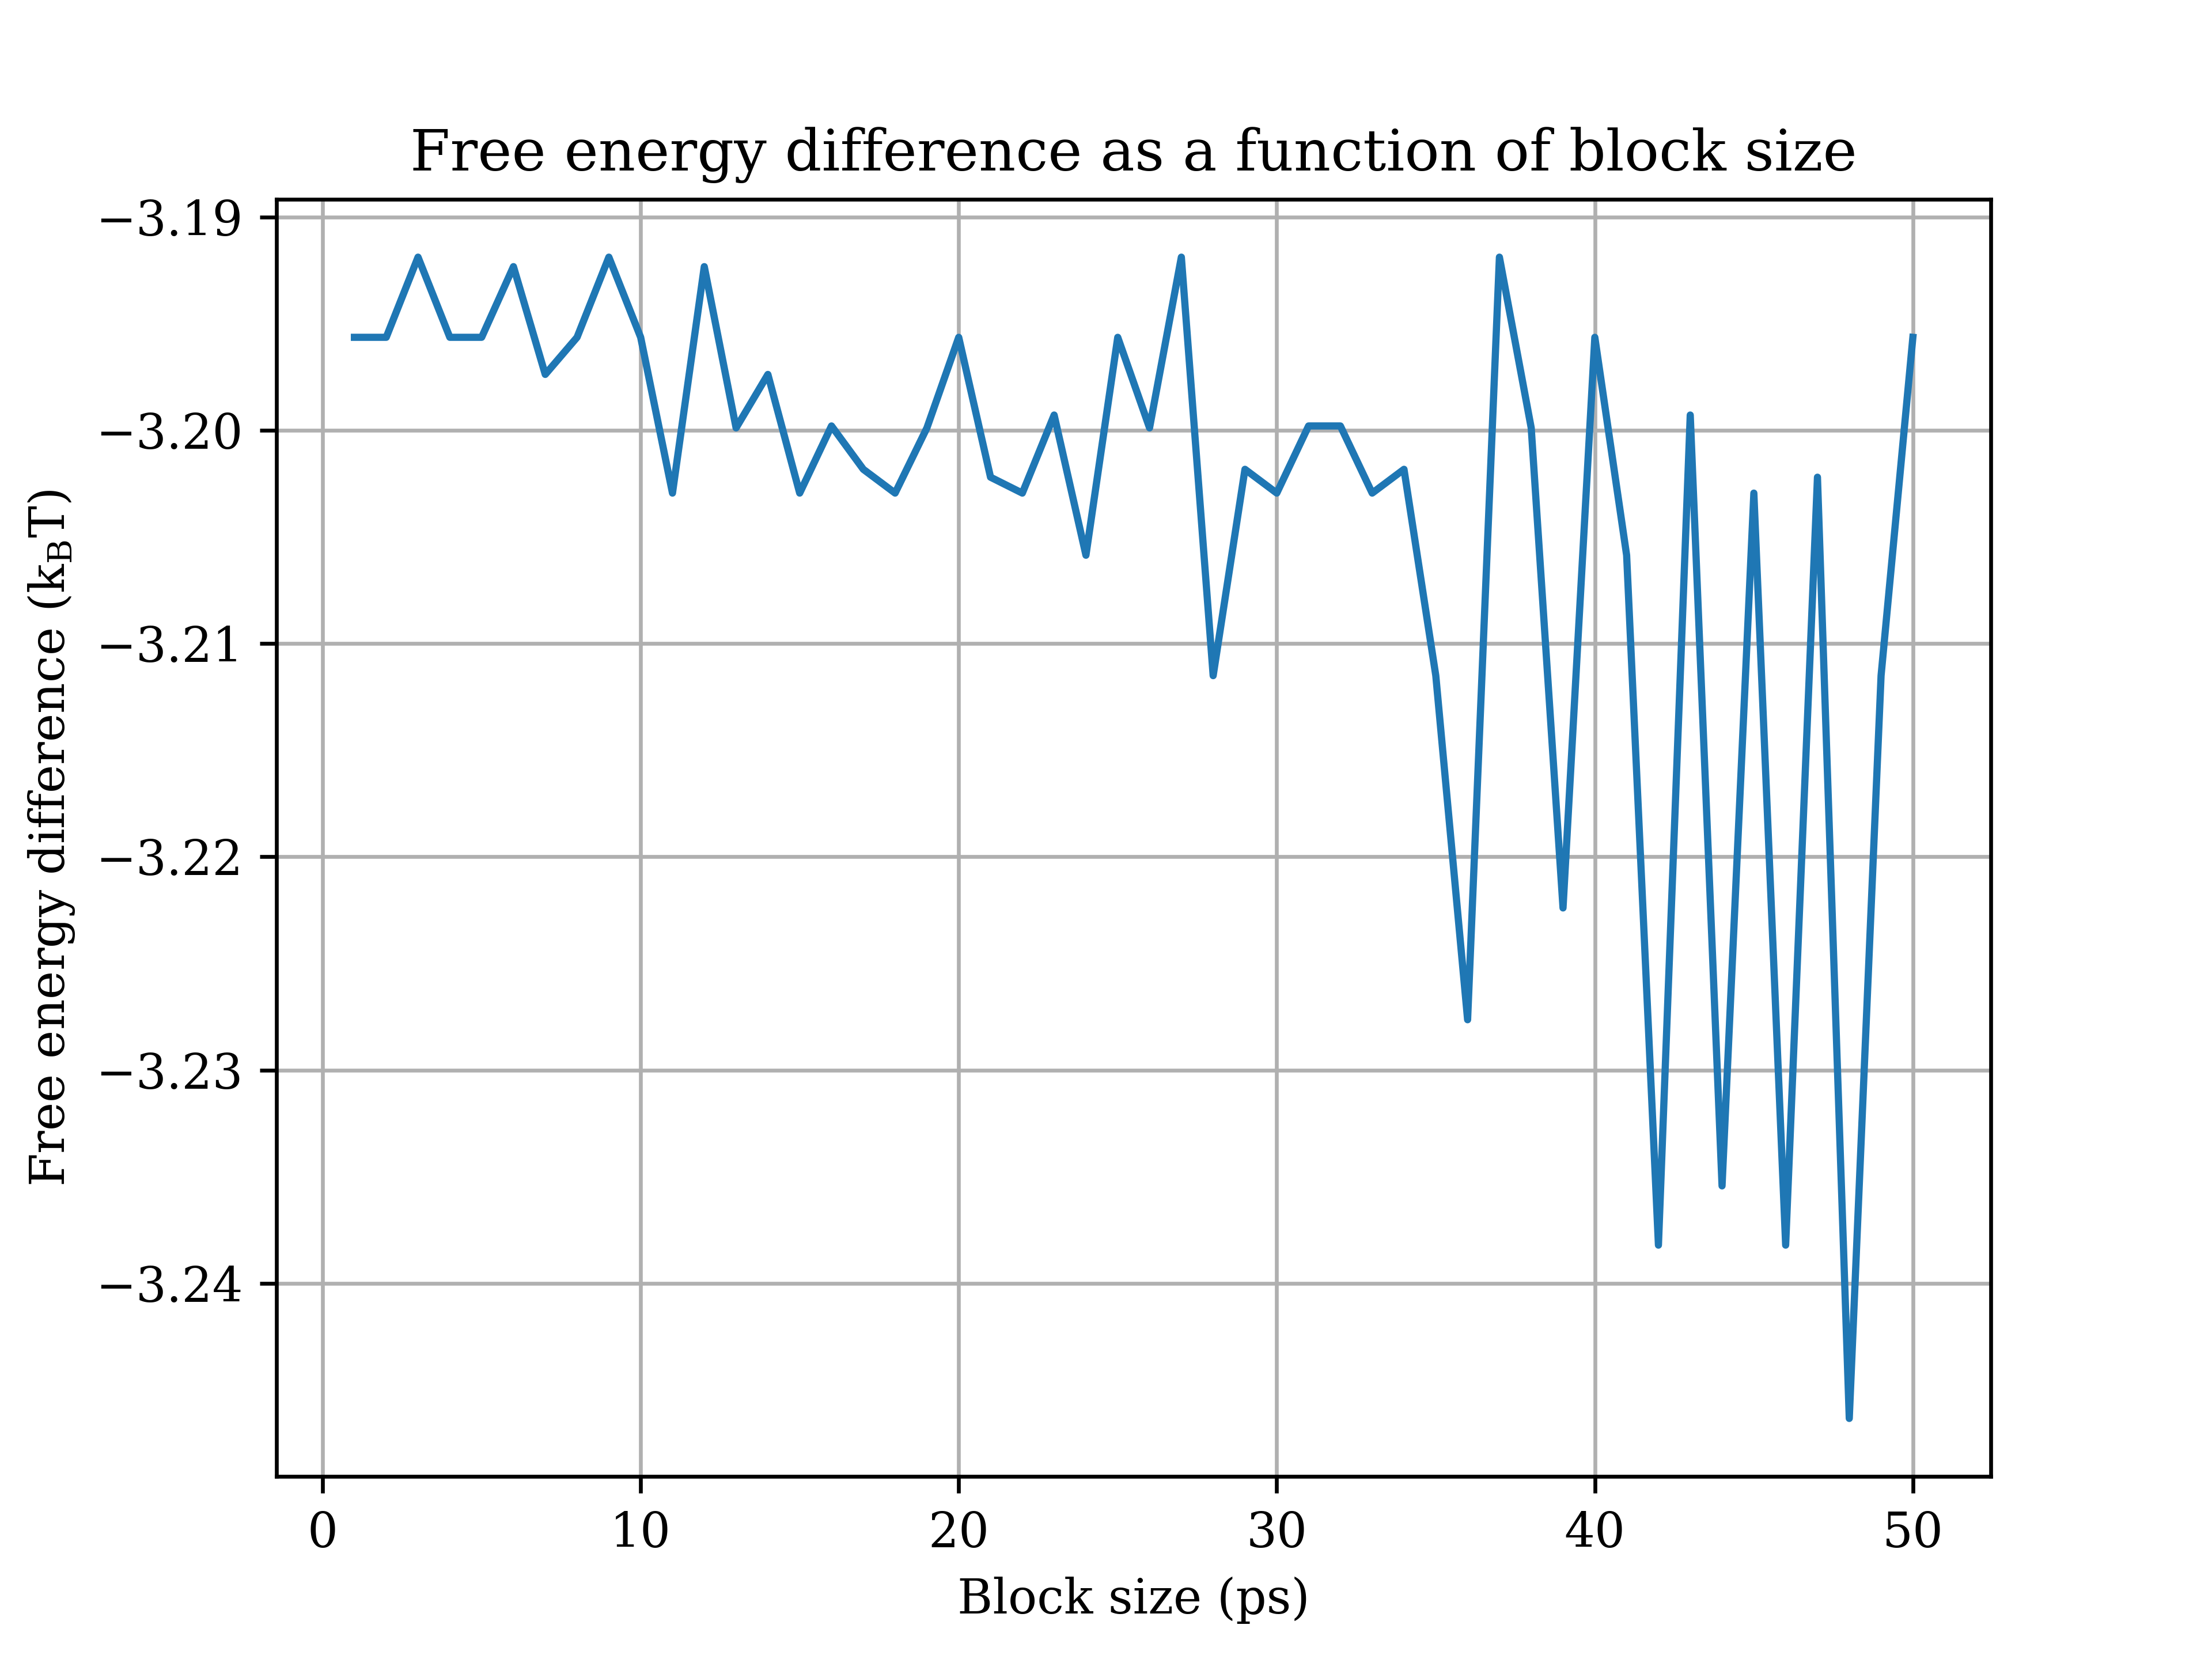 Free energy difference as a function of block size
−3.19
−3.20
−3.21
−3.22
−3.23
−3.24
Free energy difference (k_BT)
0 10 20 30 40 50
Block size (ps)